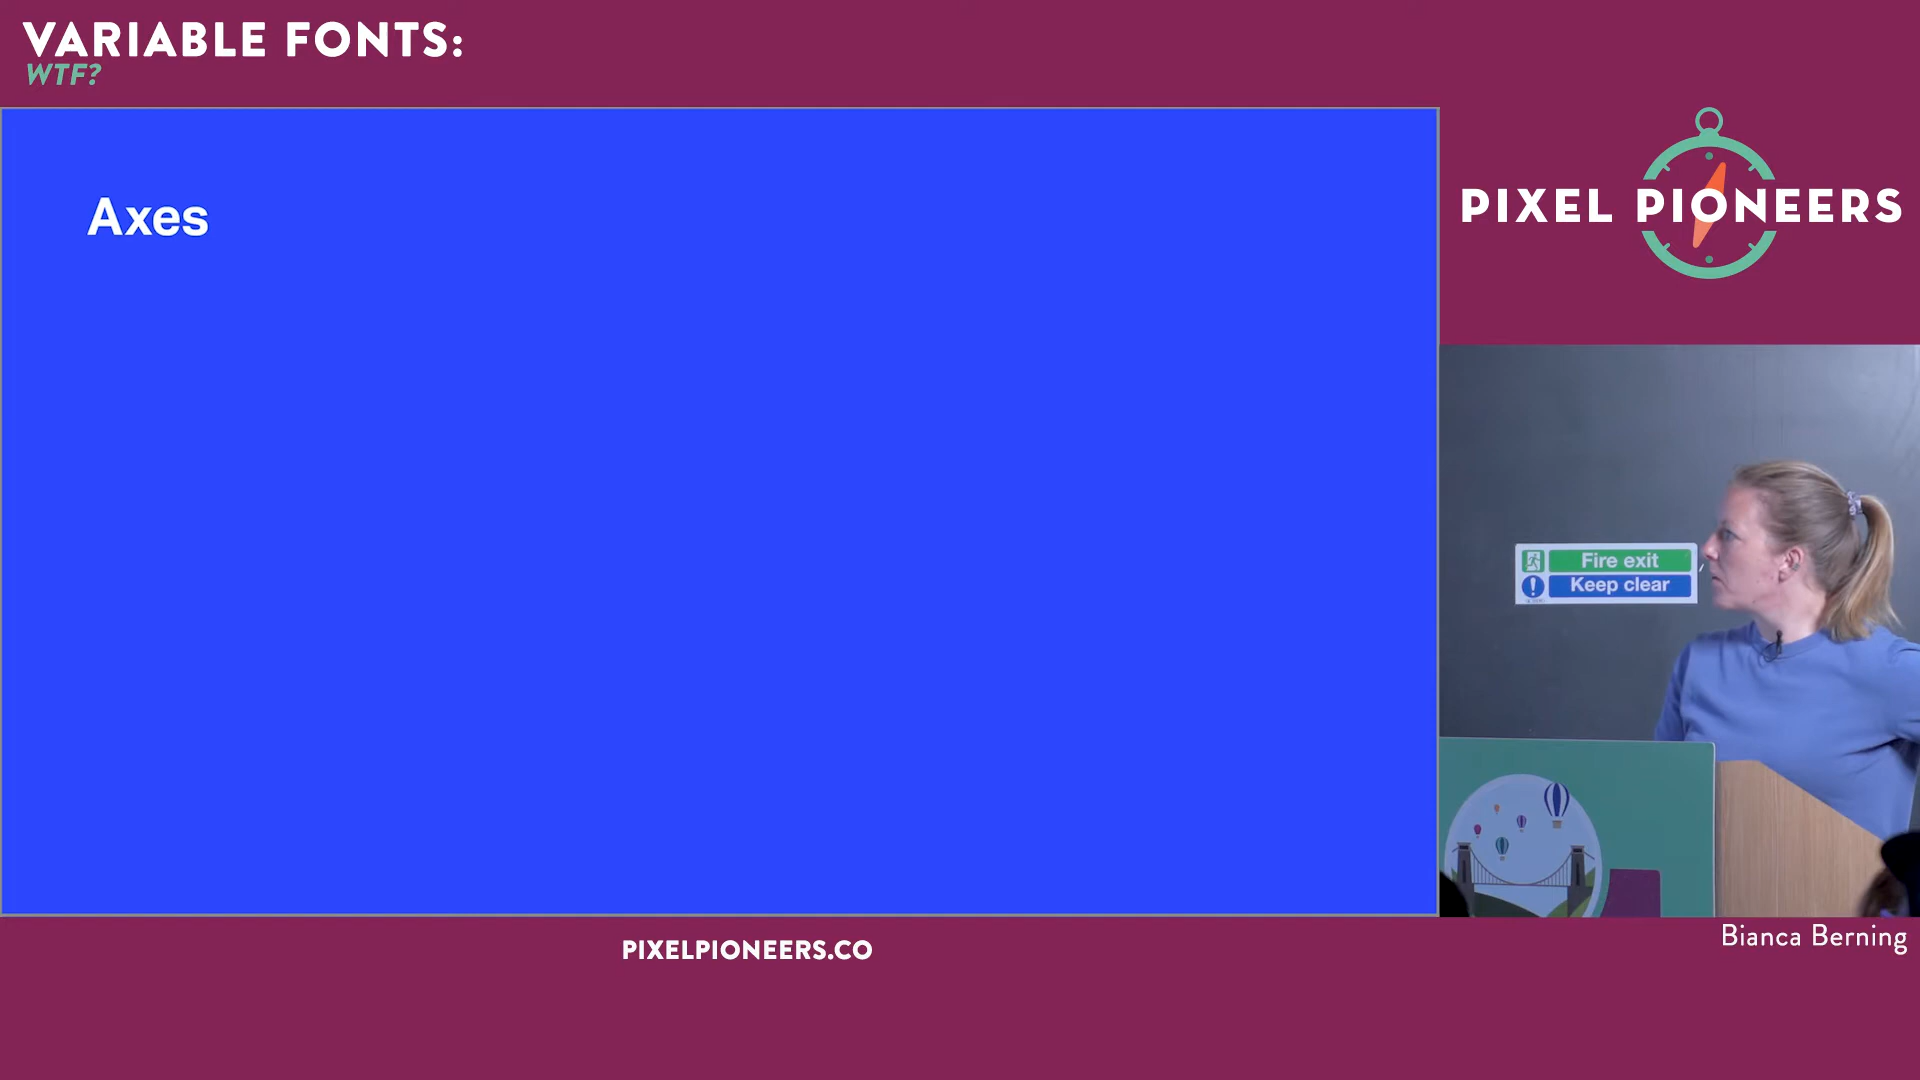 VARIABLE FONTS:
WTF?
Axes
PIXEL PIONEERS
Fire exit
Keep clear
PIXELPIONEERS.CO
Bianca Berning